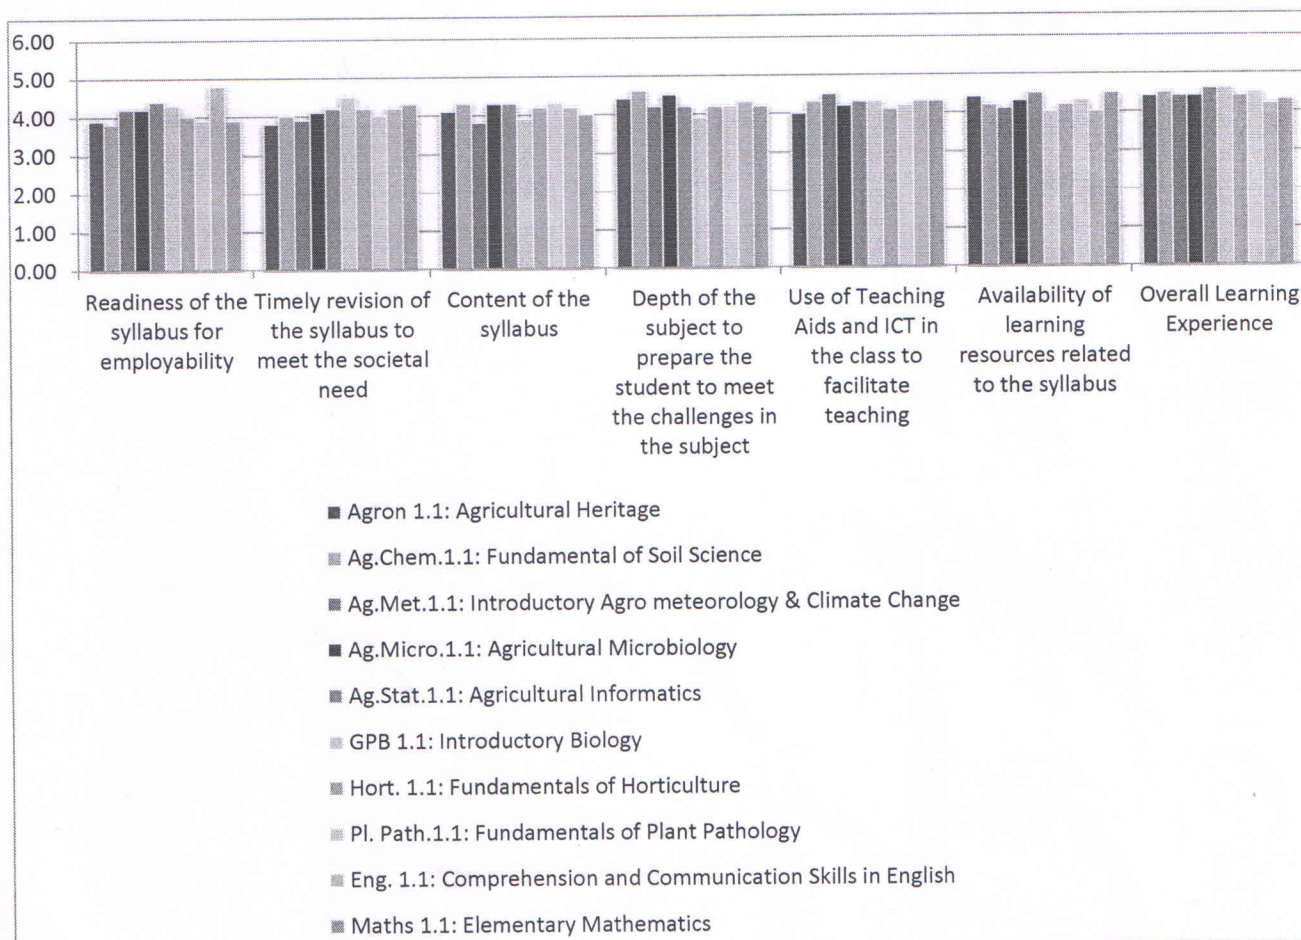 6.00
5.00
4.00
3.00
2.00
1.00
0.00
Readiness of the
syllabus for
employability
Timely revision of
the syllabus to
meet the societal
need
Content of the
syllabus
Depth of the
subject to
prepare the
student to meet
the challenges in
the subject
Use of Teaching
Aids and ICT in
the class to
facilitate
teaching
Availability of
learning
resources related
to the syllabus
Overall Learning
Experience
Agron 1.1: Agricultural Heritage
Ag.Chem.1.1: Fundamental of Soil Science
Ag.Met.1.1: Introductory Agro meteorology & Climate Change
Ag.Micro.1.1: Agricultural Microbiology
Ag.Stat.1.1: Agricultural Informatics
GPB 1.1: Introductory Biology
Hort. 1.1: Fundamentals of Horticulture
Pl. Path.1.1: Fundamentals of Plant Pathology
Eng. 1.1: Comprehension and Communication Skills in English
Maths 1.1: Elementary Mathematics